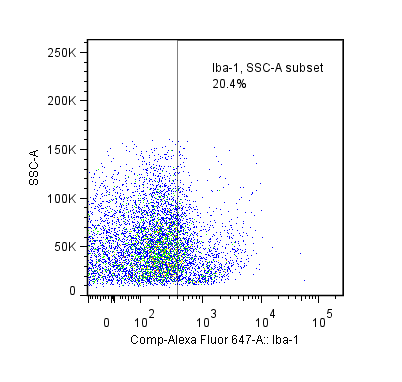 250K
Iba-1, SSC-A subset
20.4%
200K
150K
SSC-A
100K
50K
0
0 10^2 10^3 10^4 10^5
Comp-Alexa Fluor 647-A:: Iba-1